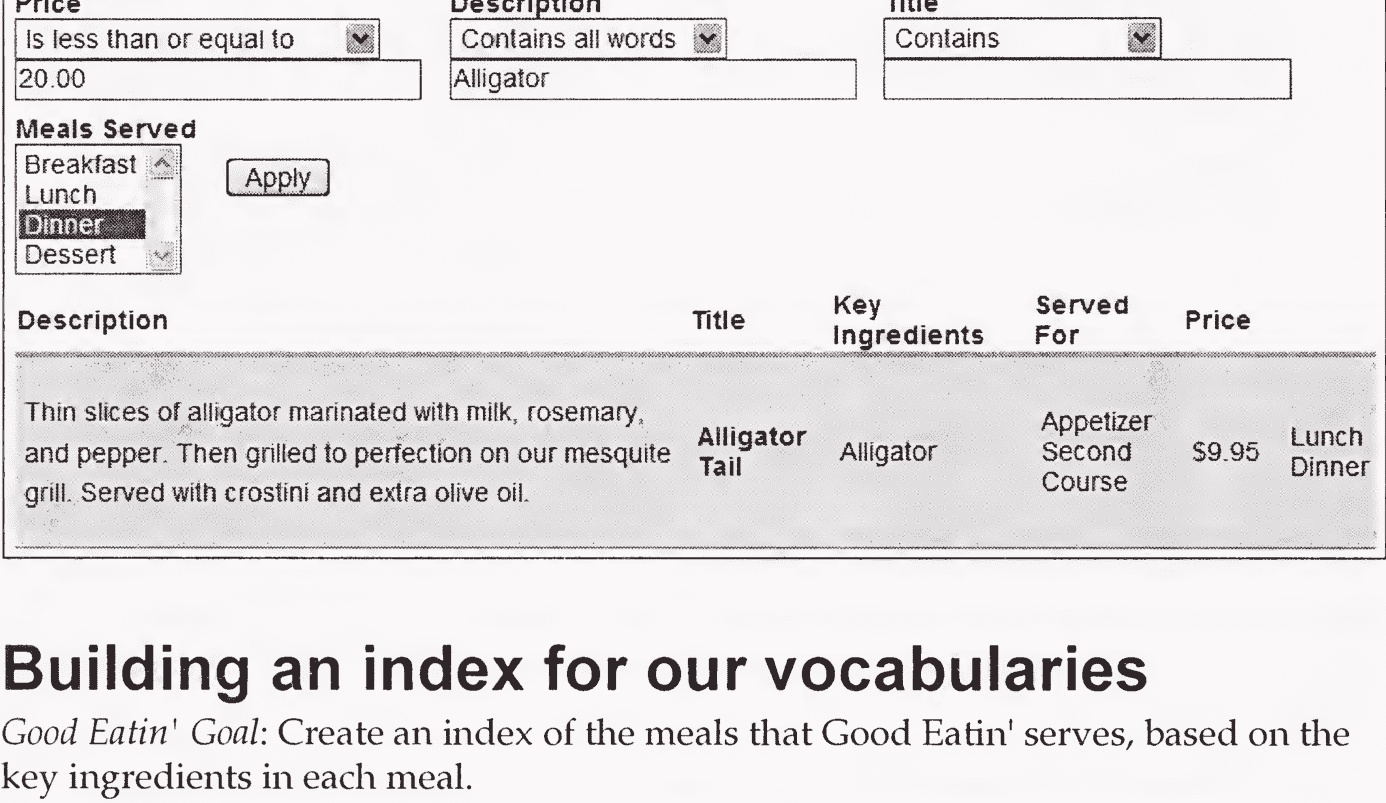 Price Description Title
Is less than or equal to Contains all words Contains
20.00 Alligator
Meals Served
Breakfast
Lunch
Dinner
Dessert
Apply
Description Title Key Ingredients Served For Price
Thin slices of alligator marinated with milk, rosemary,
and pepper. Then grilled to perfection on our mesquite
grill. Served with crostini and extra olive oil.
Alligator
Tail
Alligator
Appetizer
Second
Course
$9.95
Lunch
Dinner
Building an index for our vocabularies
Good Eatin' Goal: Create an index of the meals that Good Eatin' serves, based on the
key ingredients in each meal.